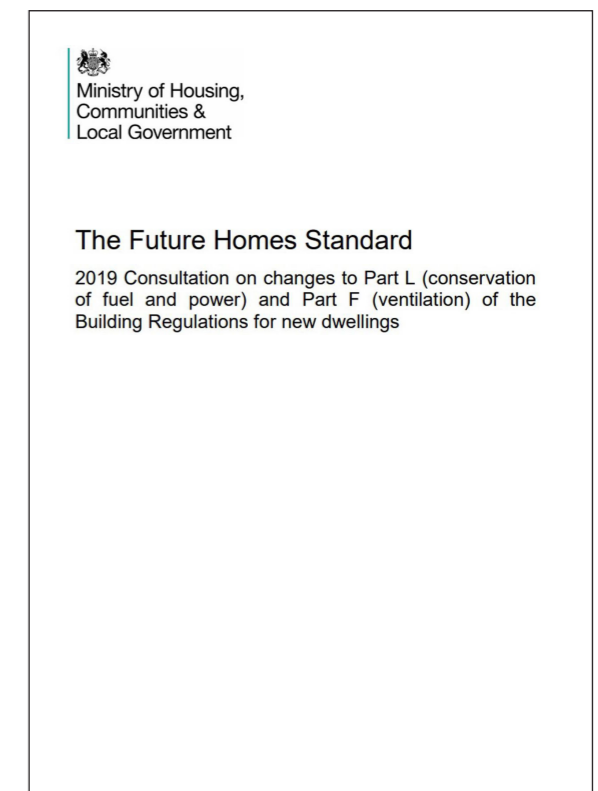 Ministry of Housing,
Communities &
Local Government
The Future Homes Standard
2019 Consultation on changes to Part L (conservation
of fuel and power) and Part F (ventilation) of the
Building Regulations for new dwellings